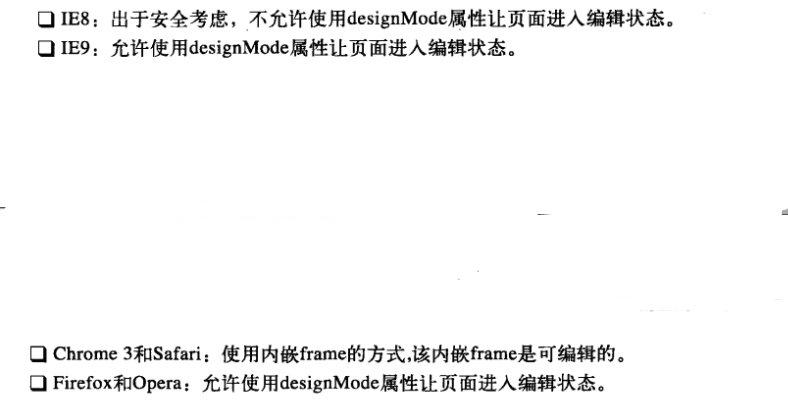 ❑ IE8：出于安全考虑，不允许使用designMode属性让页面进入编辑状态。
❑ IE9：允许使用designMode属性让页面进入编辑状态。
❑ Chrome 3和Safari：使用内嵌frame的方式,该内嵌frame是可编辑的。
❑ Firefox和Opera：允许使用designMode属性让页面进入编辑状态。